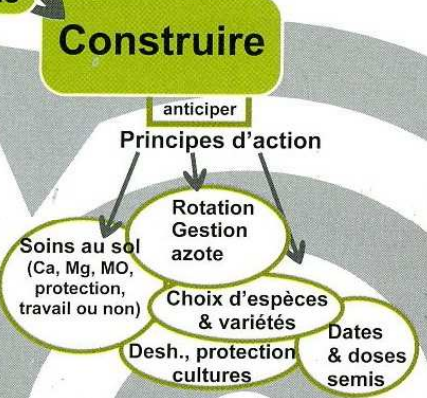 Construire
anticiper
Principes d'action
Rotation
Gestion
azote
Soins au sol
(Ca, Mg, MO,
protection,
travail ou non)
Choix d'espèces
& variétés
Desh., protection
cultures
Dates
& doses
semis